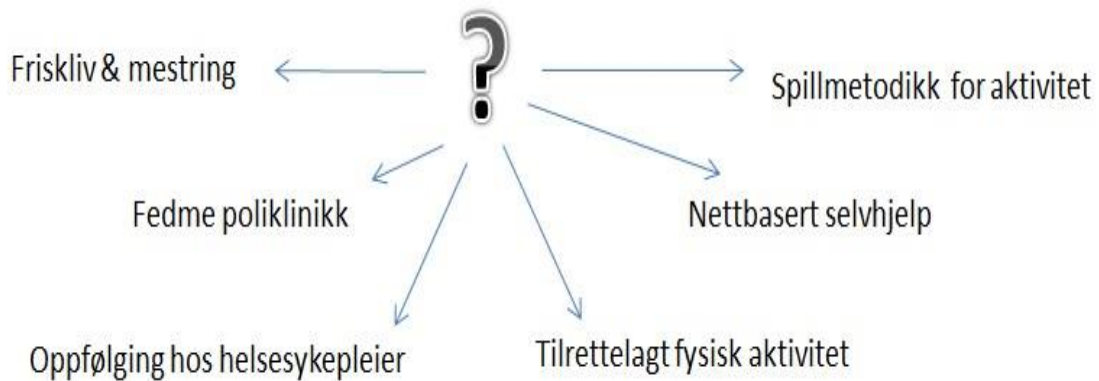 ?
Friskliv & mestring
Spillmetodikk for aktivitet
Fedme poliklinikk
Nettbasert selvhjelp
Oppfølging hos helsesykepleier
Tilrettelagt fysisk aktivitet